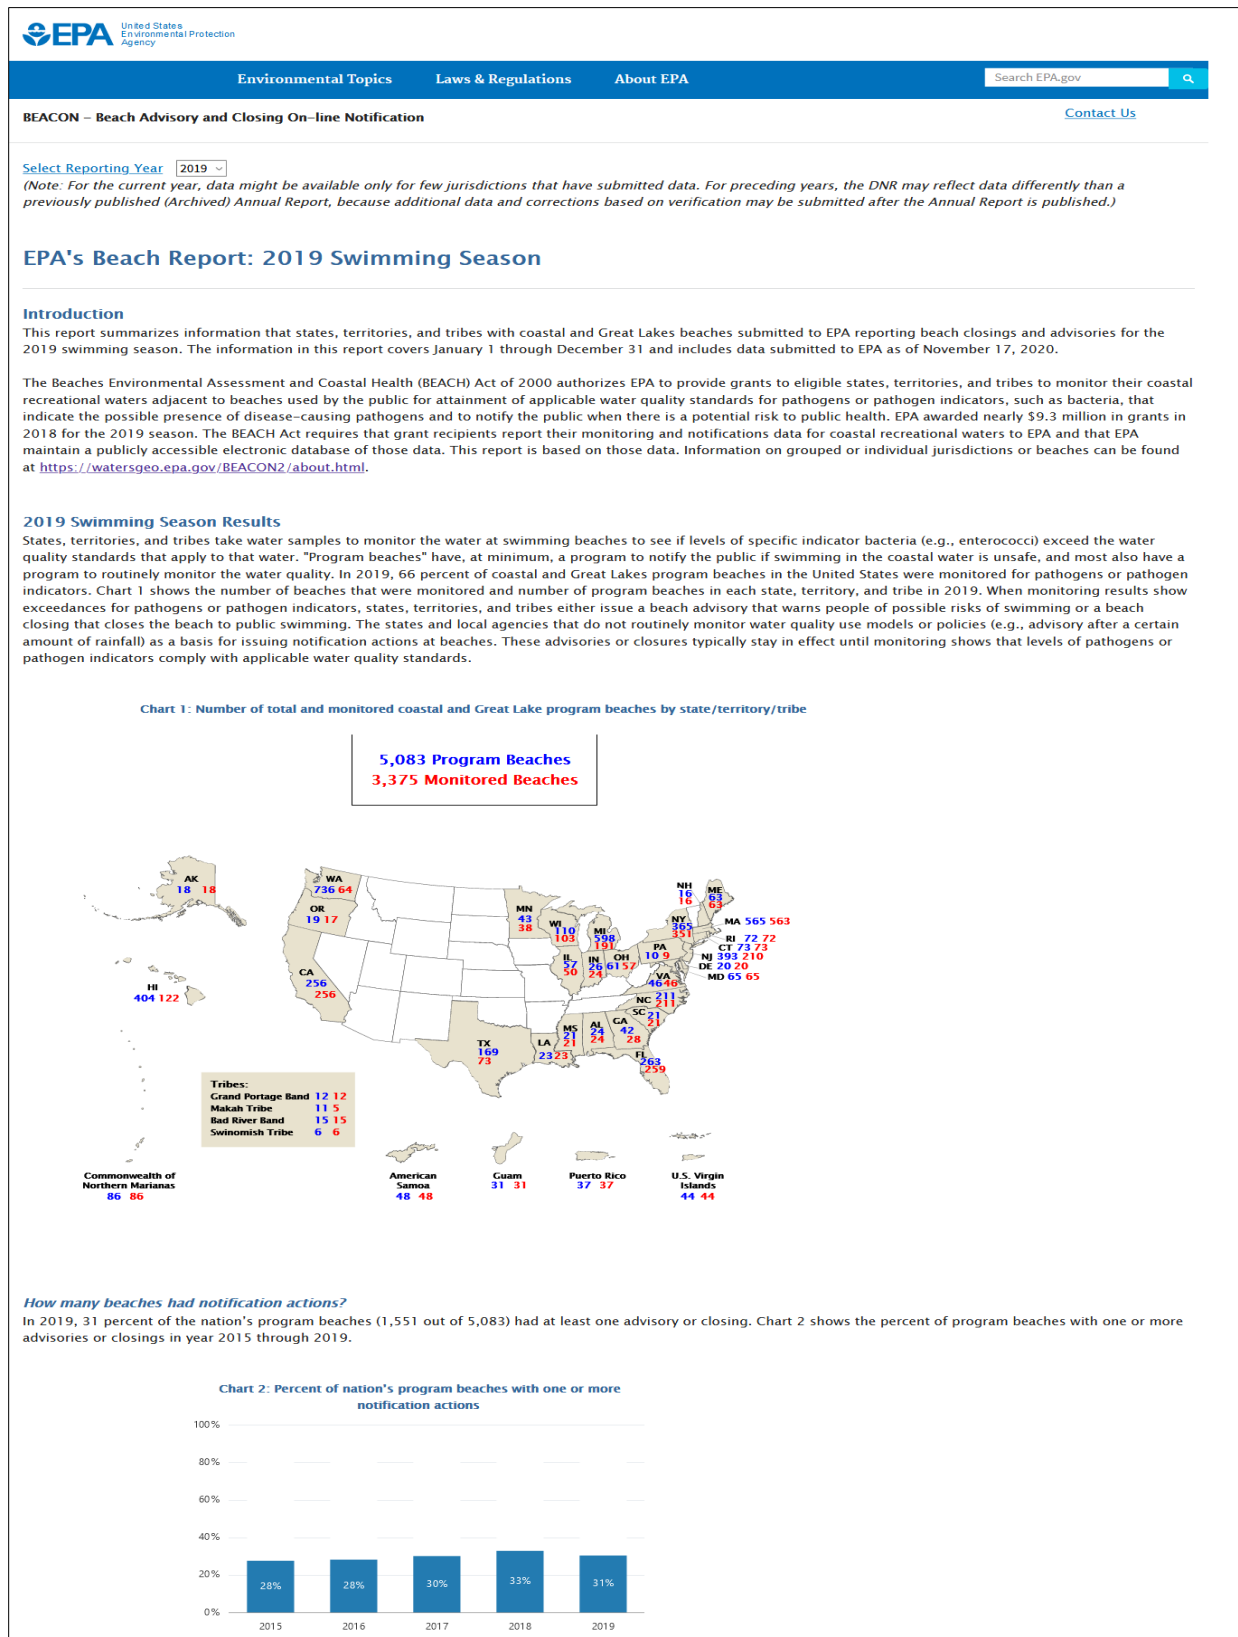 EPA United States
Environmental Protection
Agency
Environmental Topics Laws & Regulations About EPA Search EPA.gov
BEACON – Beach Advisory and Closing On-line Notification Contact Us
Select Reporting Year 2019
(Note: For the current year, data might be available only for few jurisdictions that have submitted data. For preceding years, the DNR may reflect data differently than a
previously published (Archived) Annual Report, because additional data and corrections based on verification may be submitted after the Annual Report is published.)
EPA's Beach Report: 2019 Swimming Season
Introduction
This report summarizes information that states, territories, and tribes with coastal and Great Lakes beaches submitted to EPA reporting beach closings and advisories for the
2019 swimming season. The information in this report covers January 1 through December 31 and includes data submitted to EPA as of November 17, 2020.
The Beaches Environmental Assessment and Coastal Health (BEACH) Act of 2000 authorizes EPA to provide grants to eligible states, territories, and tribes to monitor their coastal
recreational waters adjacent to beaches used by the public for attainment of applicable water quality standards for pathogens or pathogen indicators, such as bacteria, that
indicate the possible presence of disease-causing pathogens and to notify the public when there is a potential risk to public health. EPA awarded nearly $9.3 million in grants in
2018 for the 2019 season. The BEACH Act requires that grant recipients report their monitoring and notifications data for coastal recreational waters to EPA and that EPA
maintain a publicly accessible electronic database of those data. This report is based on those data. Information on grouped or individual jurisdictions or beaches can be found
at https://watersgeo.epa.gov/BEACON2/about.html.
2019 Swimming Season Results
States, territories, and tribes take water samples to monitor the water at swimming beaches to see if levels of specific indicator bacteria (e.g., enterococci) exceed the water
quality standards that apply to that water. "Program beaches" have, at minimum, a program to notify the public if swimming in the coastal water is unsafe, and most also have a
program to routinely monitor the water quality. In 2019, 66 percent of coastal and Great Lakes program beaches in the United States were monitored for pathogens or pathogen
indicators. Chart 1 shows the number of beaches that were monitored and number of program beaches in each state, territory, and tribe in 2019. When monitoring results show
exceedances for pathogens or pathogen indicators, states, territories, and tribes either issue a beach advisory that warns people of possible risks of swimming or a beach
closing that closes the beach to public swimming. The states and local agencies that do not routinely monitor water quality use models or policies (e.g., advisory after a certain
amount of rainfall) as a basis for issuing notification actions at beaches. These advisories or closures typically stay in effect until monitoring shows that levels of pathogens or
pathogen indicators comply with applicable water quality standards.
Chart 1: Number of total and monitored coastal and Great Lake program beaches by state/territory/tribe
5,083 Program Beaches
3,375 Monitored Beaches
AK
18 18
WA
736 64
OR
19 17
CA
256
256
HI
404 122
MN
43
38
WI
110
103
MI
598
191
IL
57
50
IN
26
24
OH
61 57
PA
10 9
NY
365
351
NH
16
16
ME
63
63
MA 565 563
RI 72 72
CT 73 73
NJ 393 210
DE 20 20
MD 65 65
VA
46 46
NC 211
211
SC 21
21
GA
42
28
AL
24
24
MS
21
21
LA
23 23
TX
169
73
FL
263
259
Tribes:
Grand Portage Band 12 12
Makah Tribe 11 5
Bad River Band 15 15
Swinomish Tribe 6 6
Commonwealth of
Northern Marianas
86 86
American
Samoa
48 48
Guam
31 31
Puerto Rico
37 37
U.S. Virgin
Islands
44 44
How many beaches had notification actions?
In 2019, 31 percent of the nation's program beaches (1,551 out of 5,083) had at least one advisory or closing. Chart 2 shows the percent of program beaches with one or more
advisories or closings in year 2015 through 2019.
Chart 2: Percent of nation's program beaches with one or more
notification actions
100%
80%
60%
40%
20%
0%
28% 28% 30% 33% 31%
2015 2016 2017 2018 2019